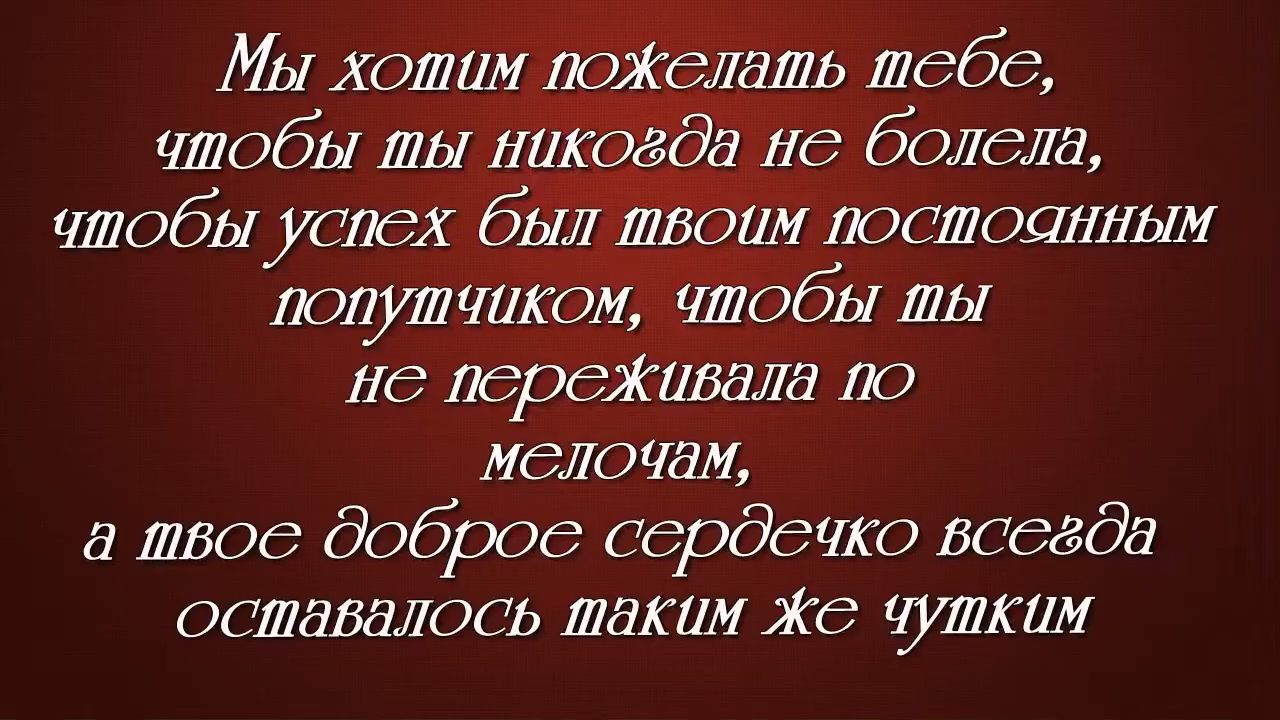 Мы хотим пожелать тебе,
чтобы ты никогда не болела,
чтобы успех был твоим постоянным
попутчиком, чтобы ты
не переживала по
мелочам,
а твое доброе сердечко всегда
оставалось таким же чутким